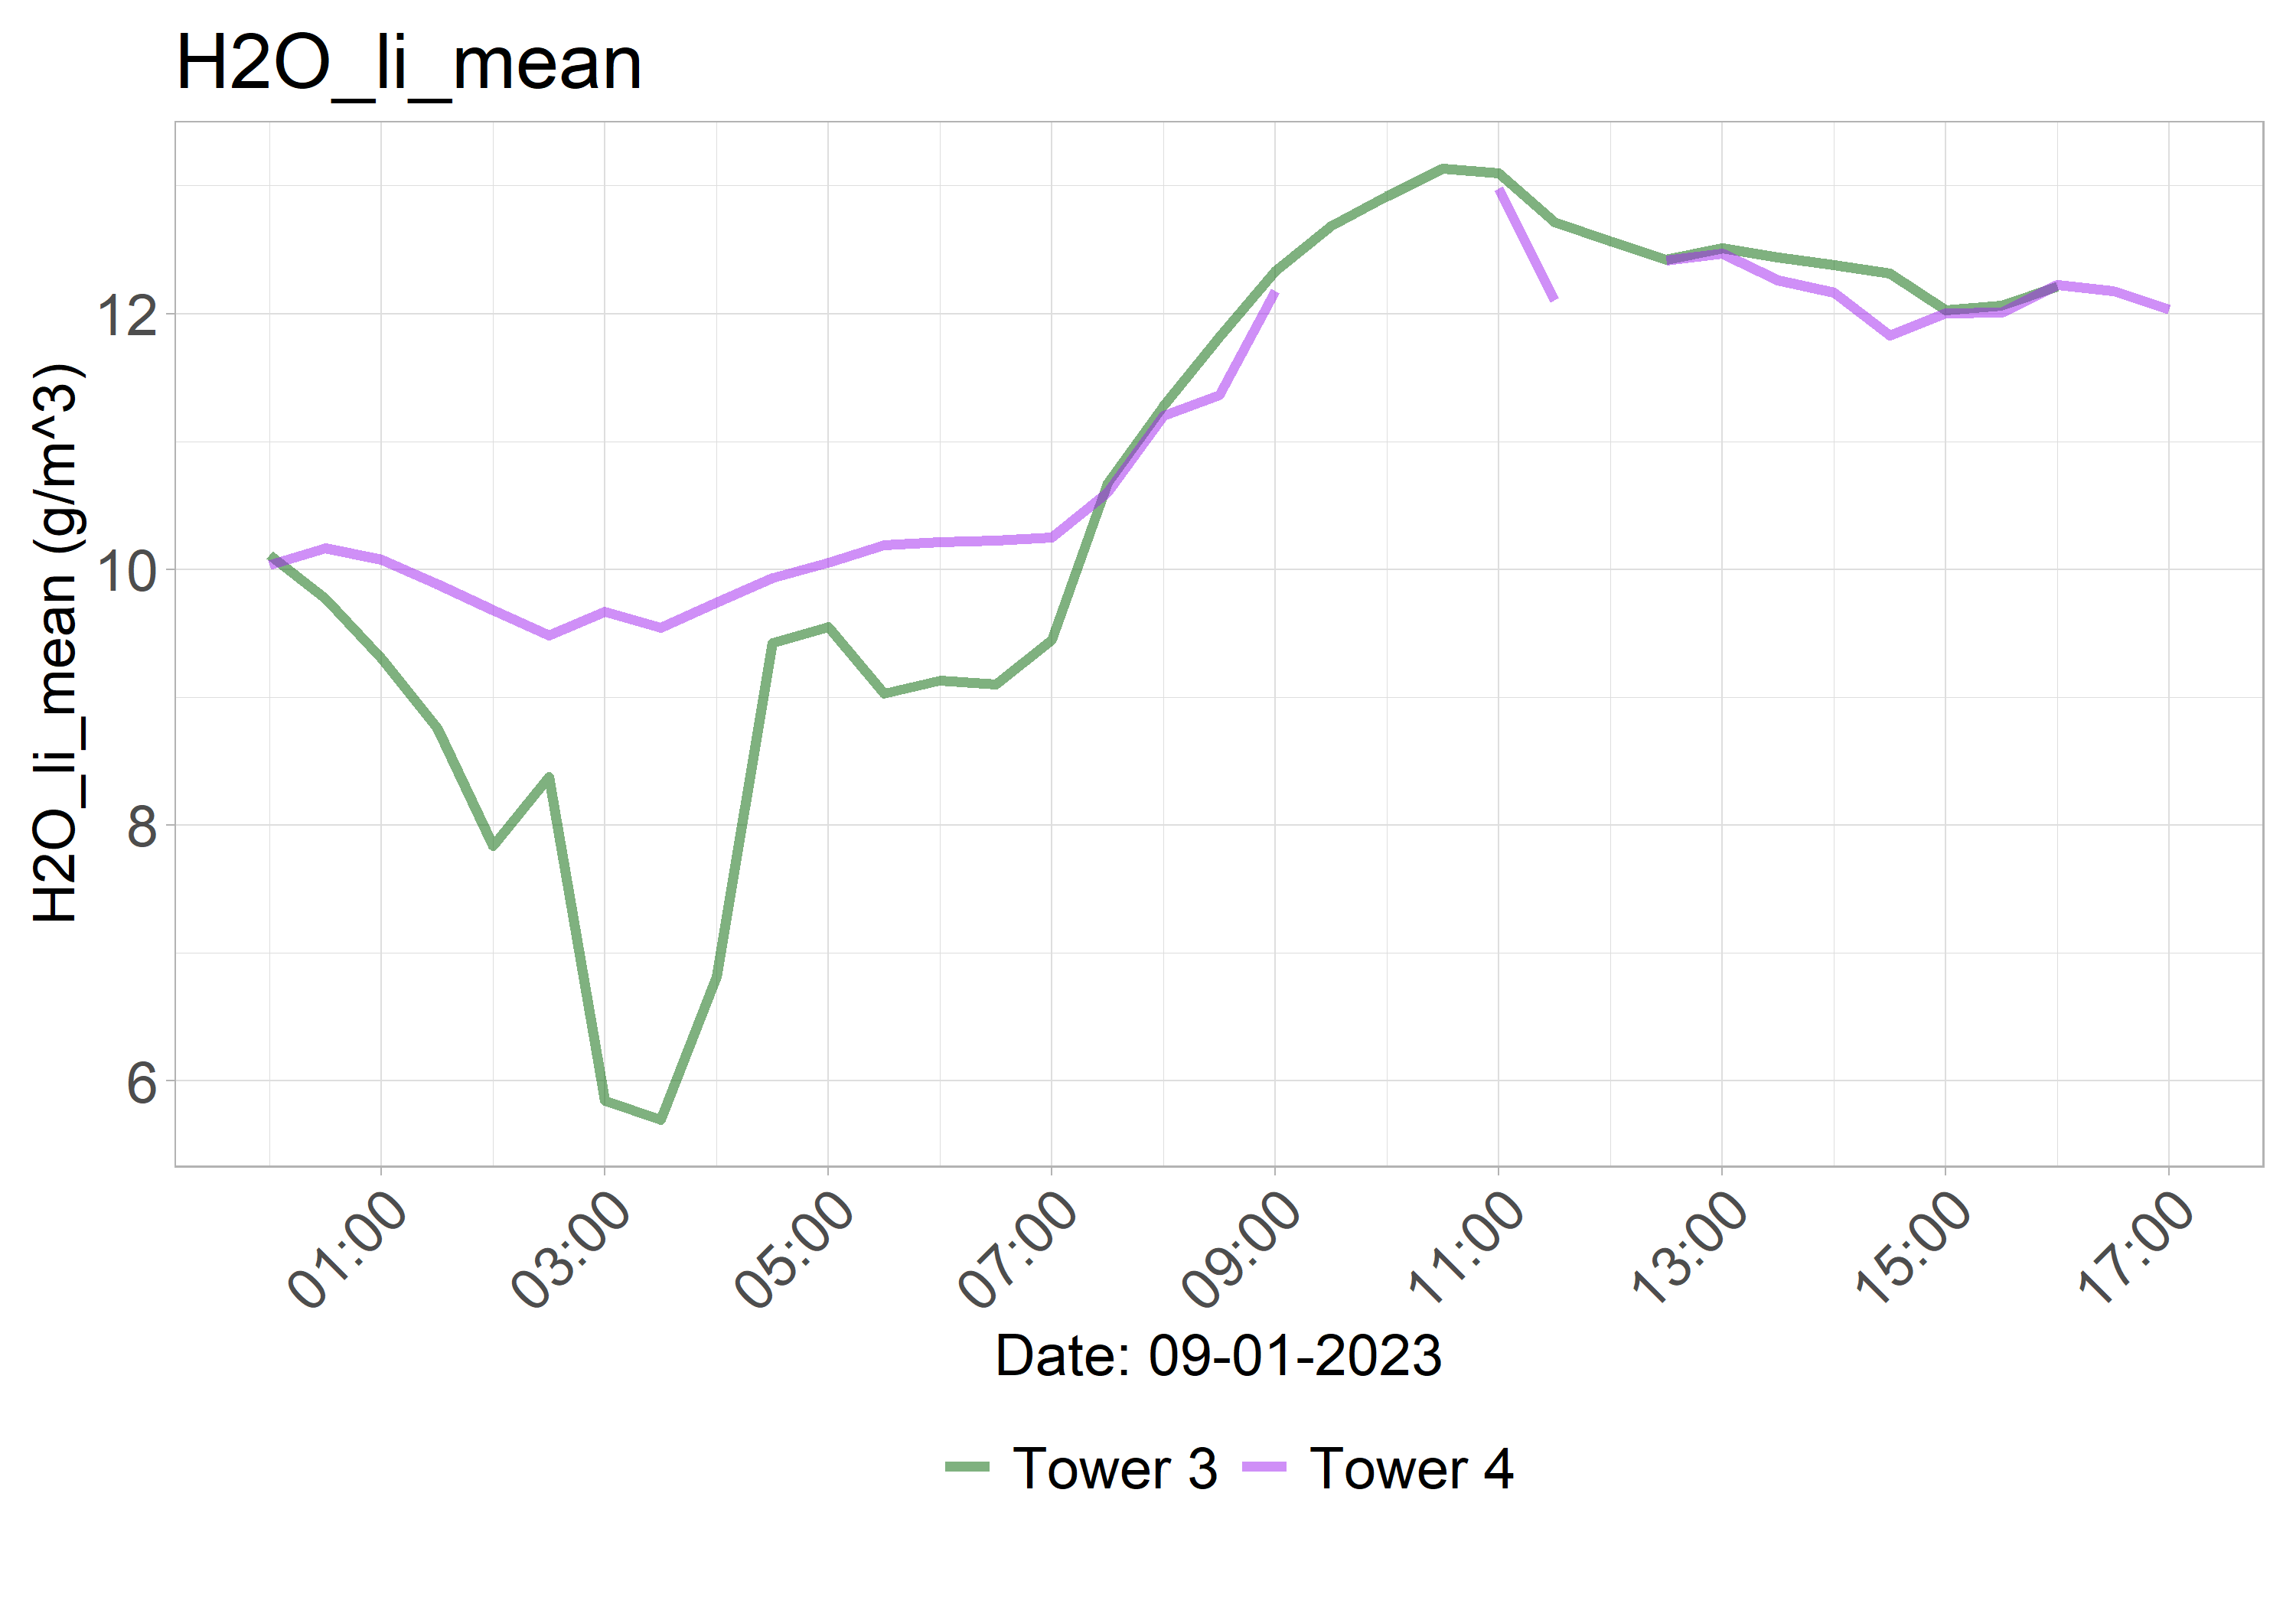 H2O_li_mean
H2O_li_mean (g/m^3)
12
10
8
6
01:00 03:00 05:00 07:00 09:00 11:00 13:00 15:00 17:00
Date: 09-01-2023
Tower 3 Tower 4